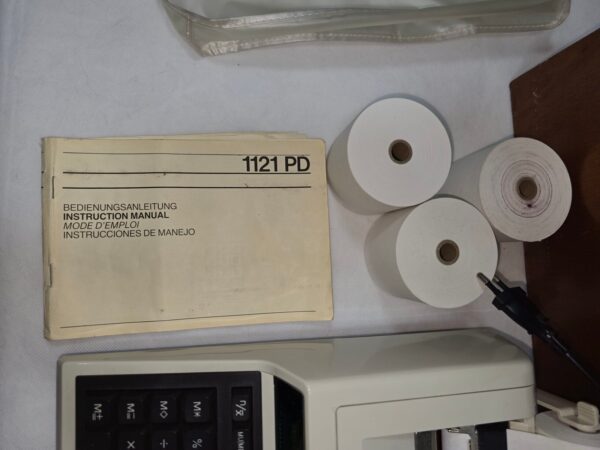 1121 PD
BEDIENUNGSANLEITUNG
INSTRUCTION MANUAL
MODE D'EMPLOI
INSTRUCCIONES DE MANEJO
M± M= M◇ M* n/x̄
× ÷ %